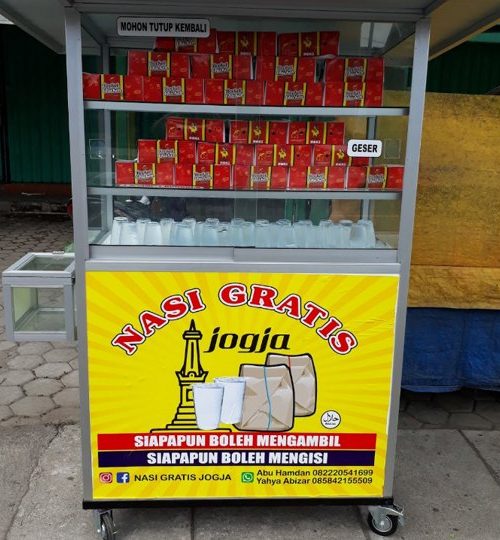 MOHON TUTUP KEMBALI
GESER
NASI GRATIS
jogja
حلال
SIAPAPUN BOLEH MENGAMBIL
SIAPAPUN BOLEH MENGISI
NASI GRATIS JOGJA
Abu Hamdan 082220541699
Yahya Abizar 085842155509